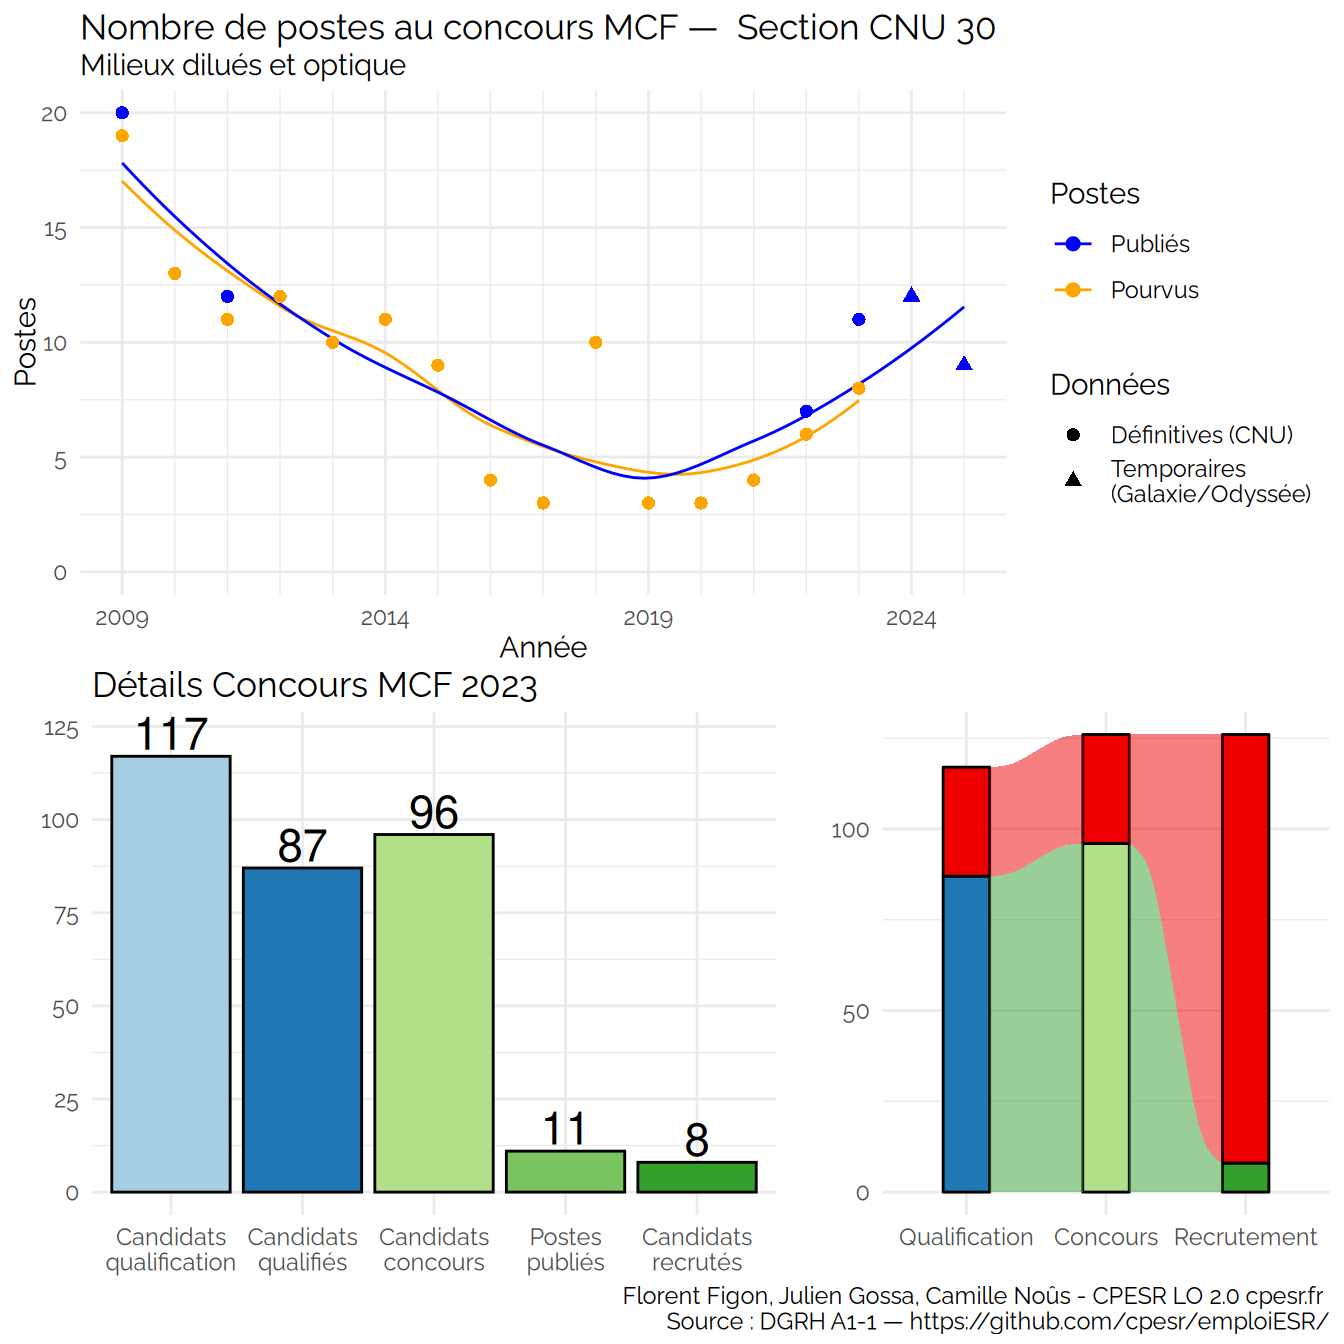 Nombre de postes au concours MCF — Section CNU 30
Milieux dilués et optique
Postes
20
15
10
5
0
2009
2014
2019
2024
Année
Postes
Publiés
Pourvus
Données
Définitives (CNU)
Temporaires
(Galaxie/Odyssée)
Détails Concours MCF 2023
125
100
75
50
25
0
117
87
96
11
8
Candidats
qualification
Candidats
qualifiés
Candidats
concours
Postes
publiés
Candidats
recrutés
100
50
0
Qualification
Concours
Recrutement
Florent Figon, Julien Gossa, Camille Noûs - CPESR LO 2.0 cpesr.fr
Source : DGRH A1-1 — https://github.com/cpesr/emploiESR/